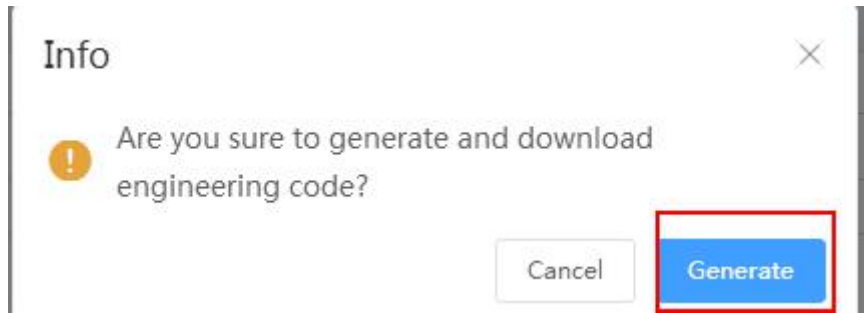 Info
Are you sure to generate and download
engineering code?
Cancel
Generate